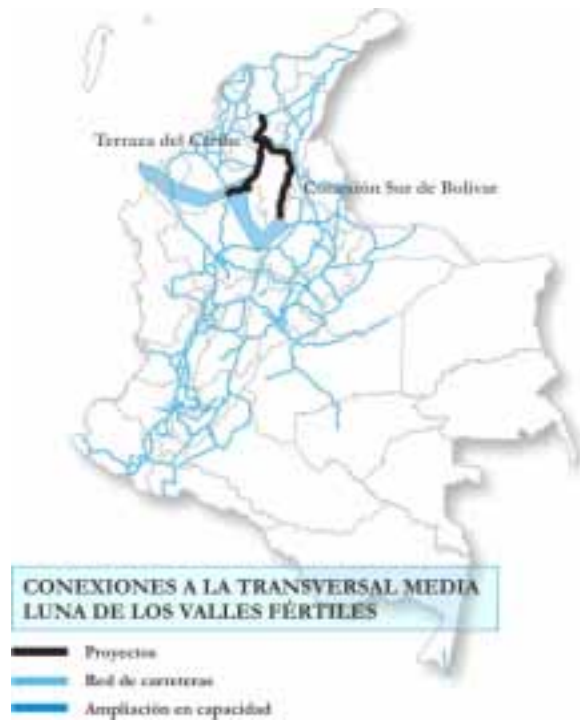 Terraza del Caribe
Conexión Sur de Bolívar
CONEXIONES A LA TRANSVERSAL MEDIA
LUNA DE LOS VALLES FÉRTILES
Proyectos
Red de carreteras
Ampliación en capacidad